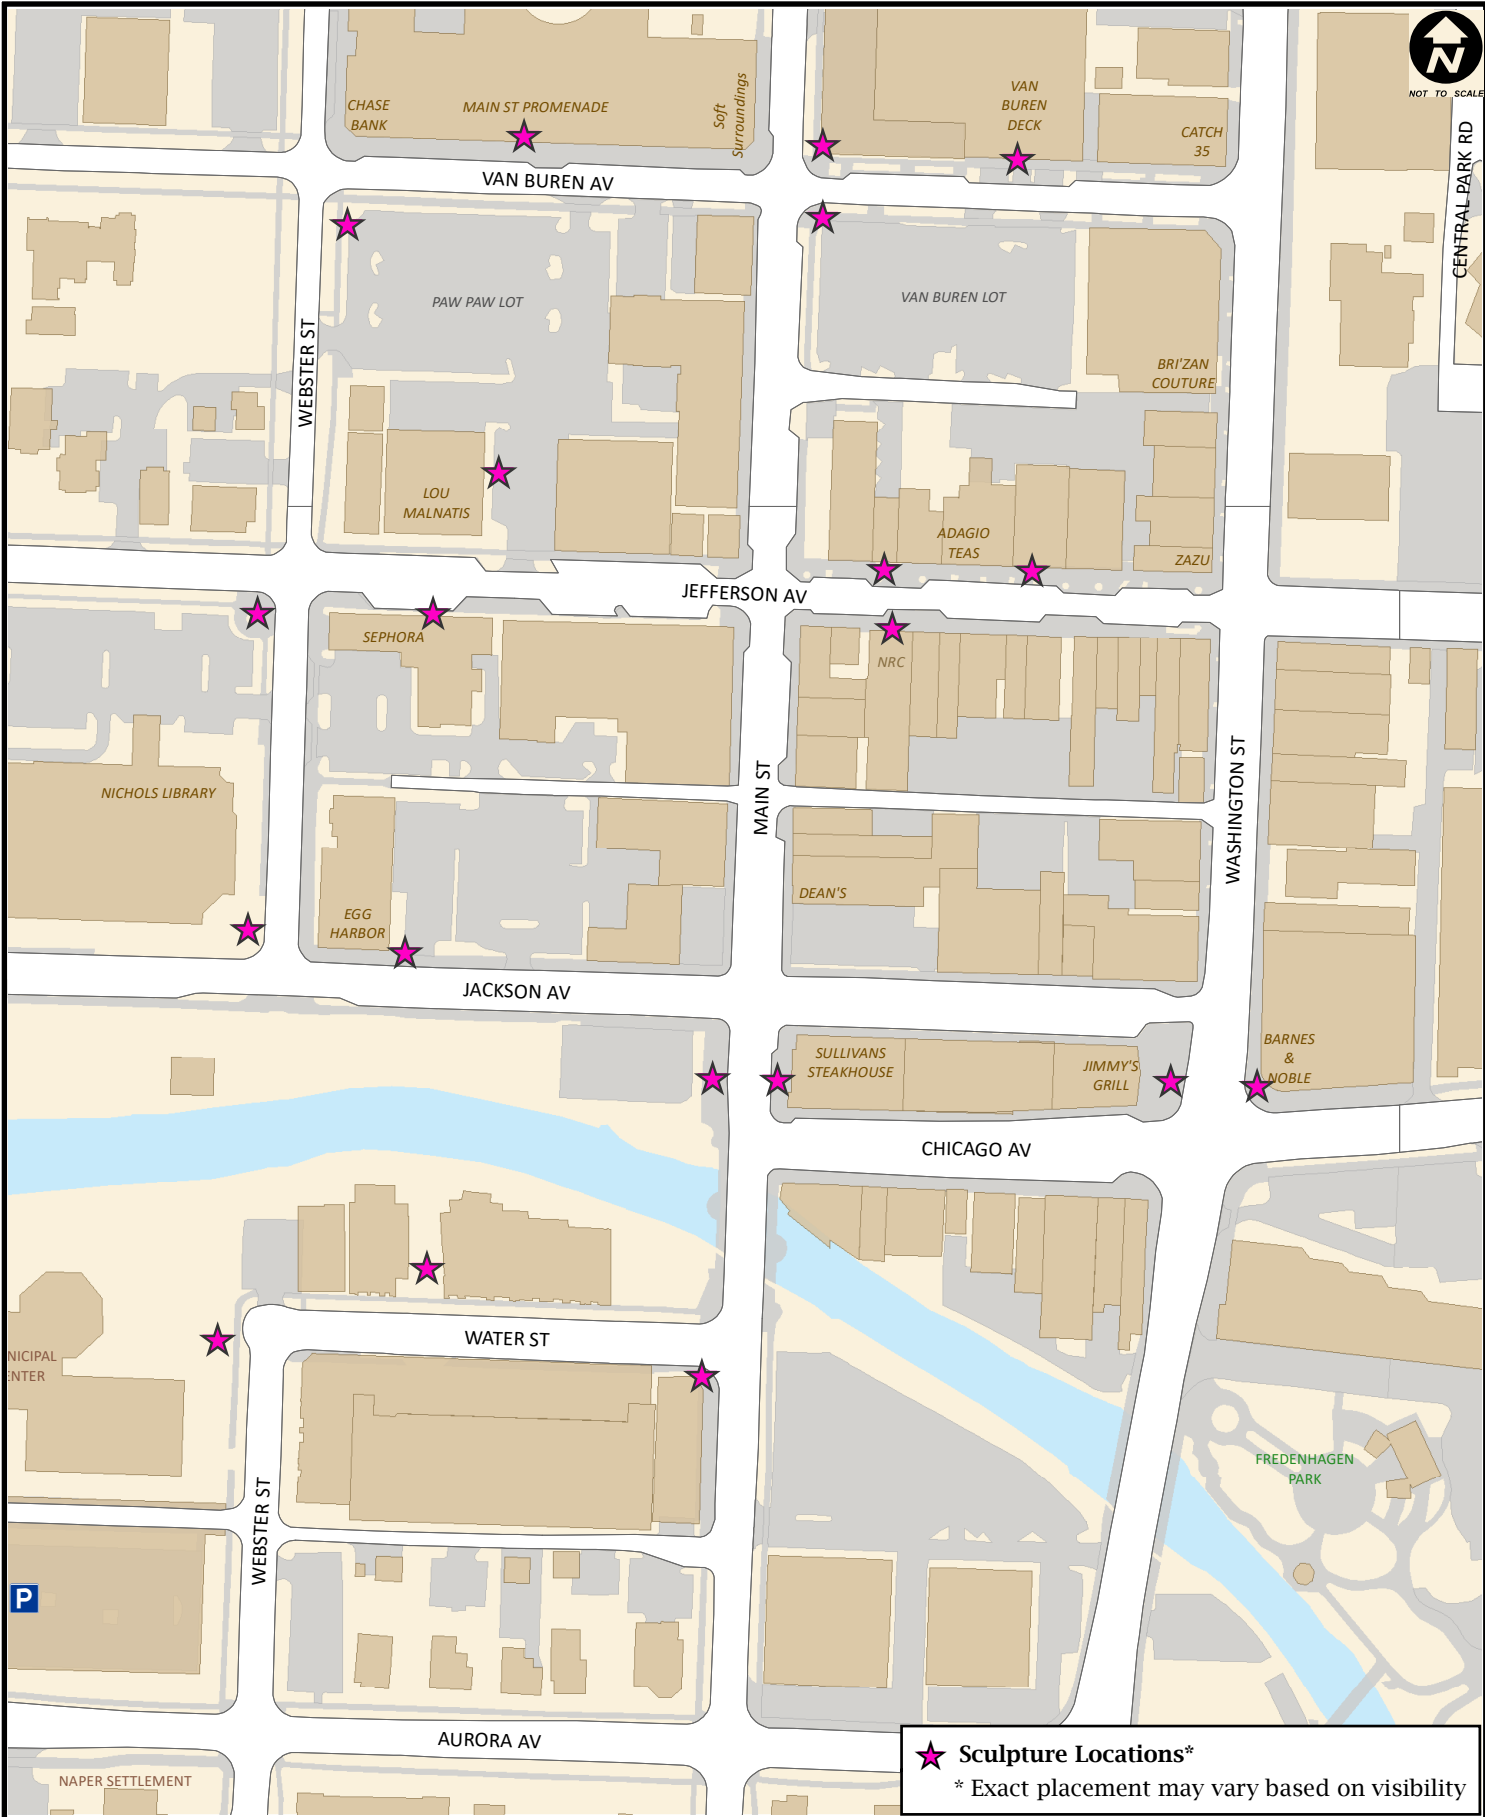 N
NOT TO SCALE
CHASE
BANK
MAIN ST PROMENADE
Soft
Surroundings
VAN
BUREN
DECK
CATCH
35
CENTRAL PARK RD
VAN BUREN AV
PAW PAW LOT
VAN BUREN LOT
WEBSTER ST
BRI'ZAN
COUTURE
LOU
MALNATIS
ADAGIO
TEAS
ZAZU
JEFFERSON AV
SEPHORA
NRC
NICHOLS LIBRARY
MAIN ST
WASHINGTON ST
DEAN'S
EGG
HARBOR
JACKSON AV
SULLIVANS
STEAKHOUSE
JIMMY'S
GRILL
BARNES
&
NOBLE
CHICAGO AV
WATER ST
NICIPAL
ENTER
FREDENHAGEN
PARK
WEBSTER ST
P
AURORA AV
NAPER SETTLEMENT
Sculpture Locations*
* Exact placement may vary based on visibility